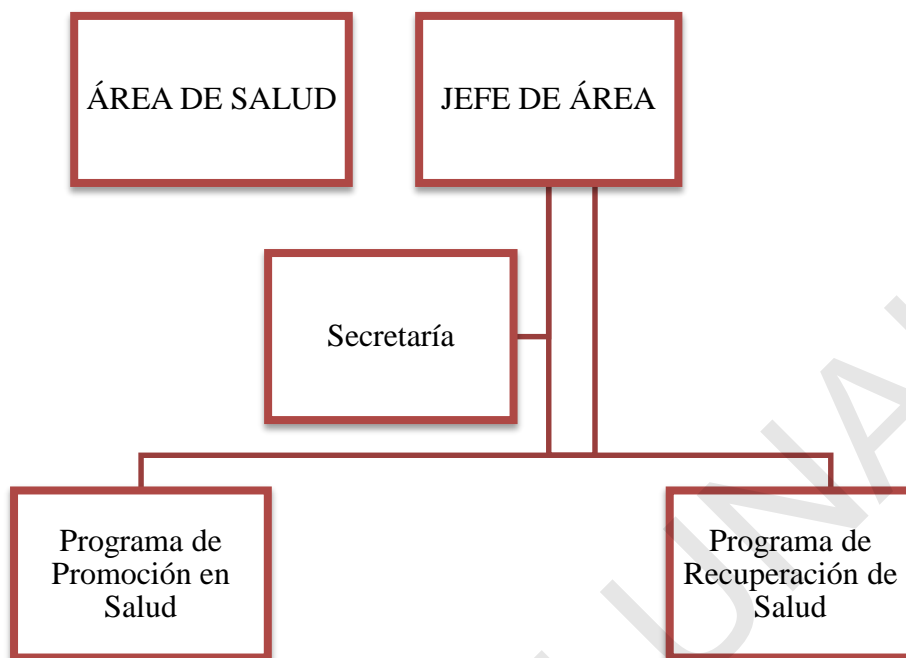 ÁREA DE SALUD
JEFE DE ÁREA
Secretaría
Programa de
Promoción en
Salud
Programa de
Recuperación de
Salud